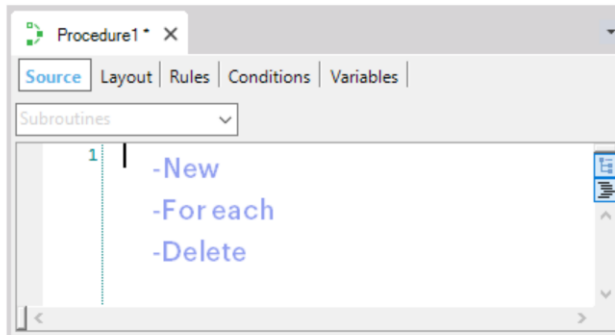 Procedure1 *
Source Layout Rules Conditions Variables
Subroutines
1
-New
-For each
-Delete